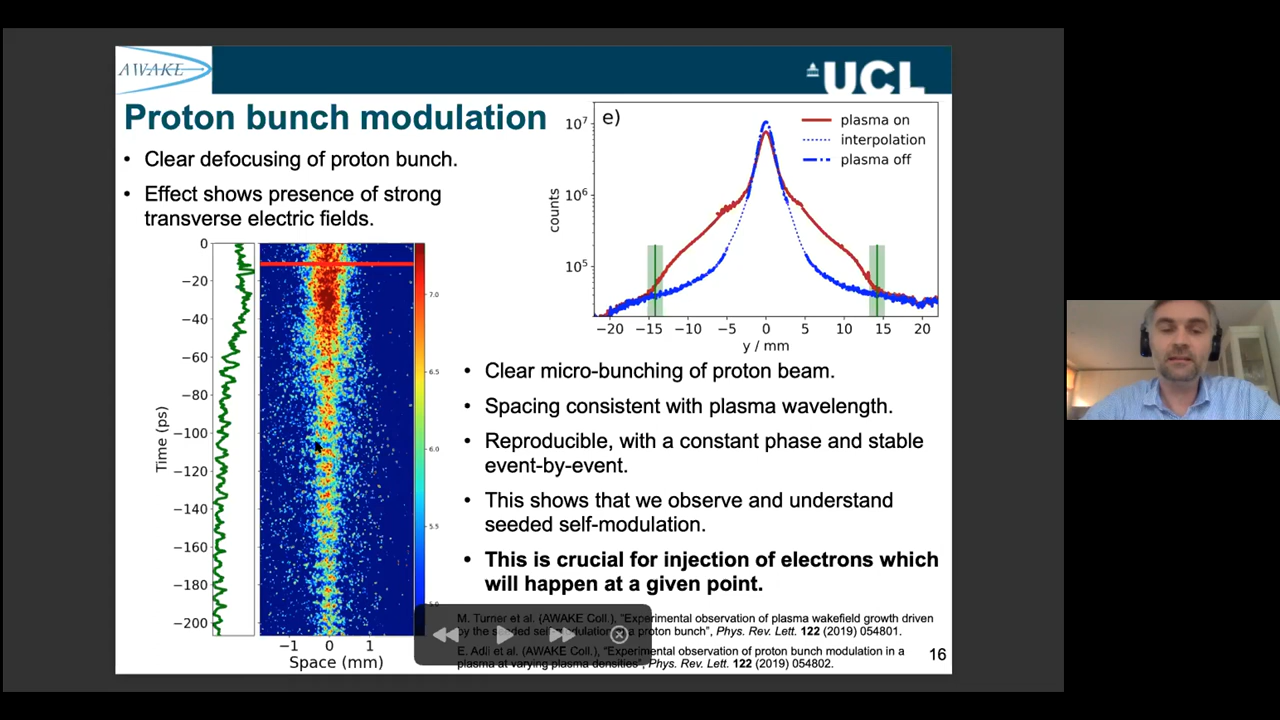 AWAKE
UCL
Proton bunch modulation
• Clear defocusing of proton bunch.
• Effect shows presence of strong
transverse electric fields.
e)
plasma on
interpolation
plasma off
counts
10⁷
10⁶
10⁵
−20 −15 −10 −5 0 5 10 15 20
y / mm
Time (ps)
0
−20
−40
−60
−80
−100
−120
−140
−160
−180
−200
−1 0 1
Space (mm)
7.0
6.5
6.0
5.5
5.0
• Clear micro-bunching of proton beam.
• Spacing consistent with plasma wavelength.
• Reproducible, with a constant phase and stable
event-by-event.
• This shows that we observe and understand
seeded self-modulation.
• This is crucial for injection of electrons which
will happen at a given point.
M. Turner et al. (AWAKE Coll.), "Experimental observation of plasma wakefield growth driven
by the seeded self-modulation of a proton bunch", Phys. Rev. Lett. 122 (2019) 054801.
E. Adli et al. (AWAKE Coll.), "Experimental observation of proton bunch modulation in a
plasma at varying plasma densities", Phys. Rev. Lett. 122 (2019) 054802.
16